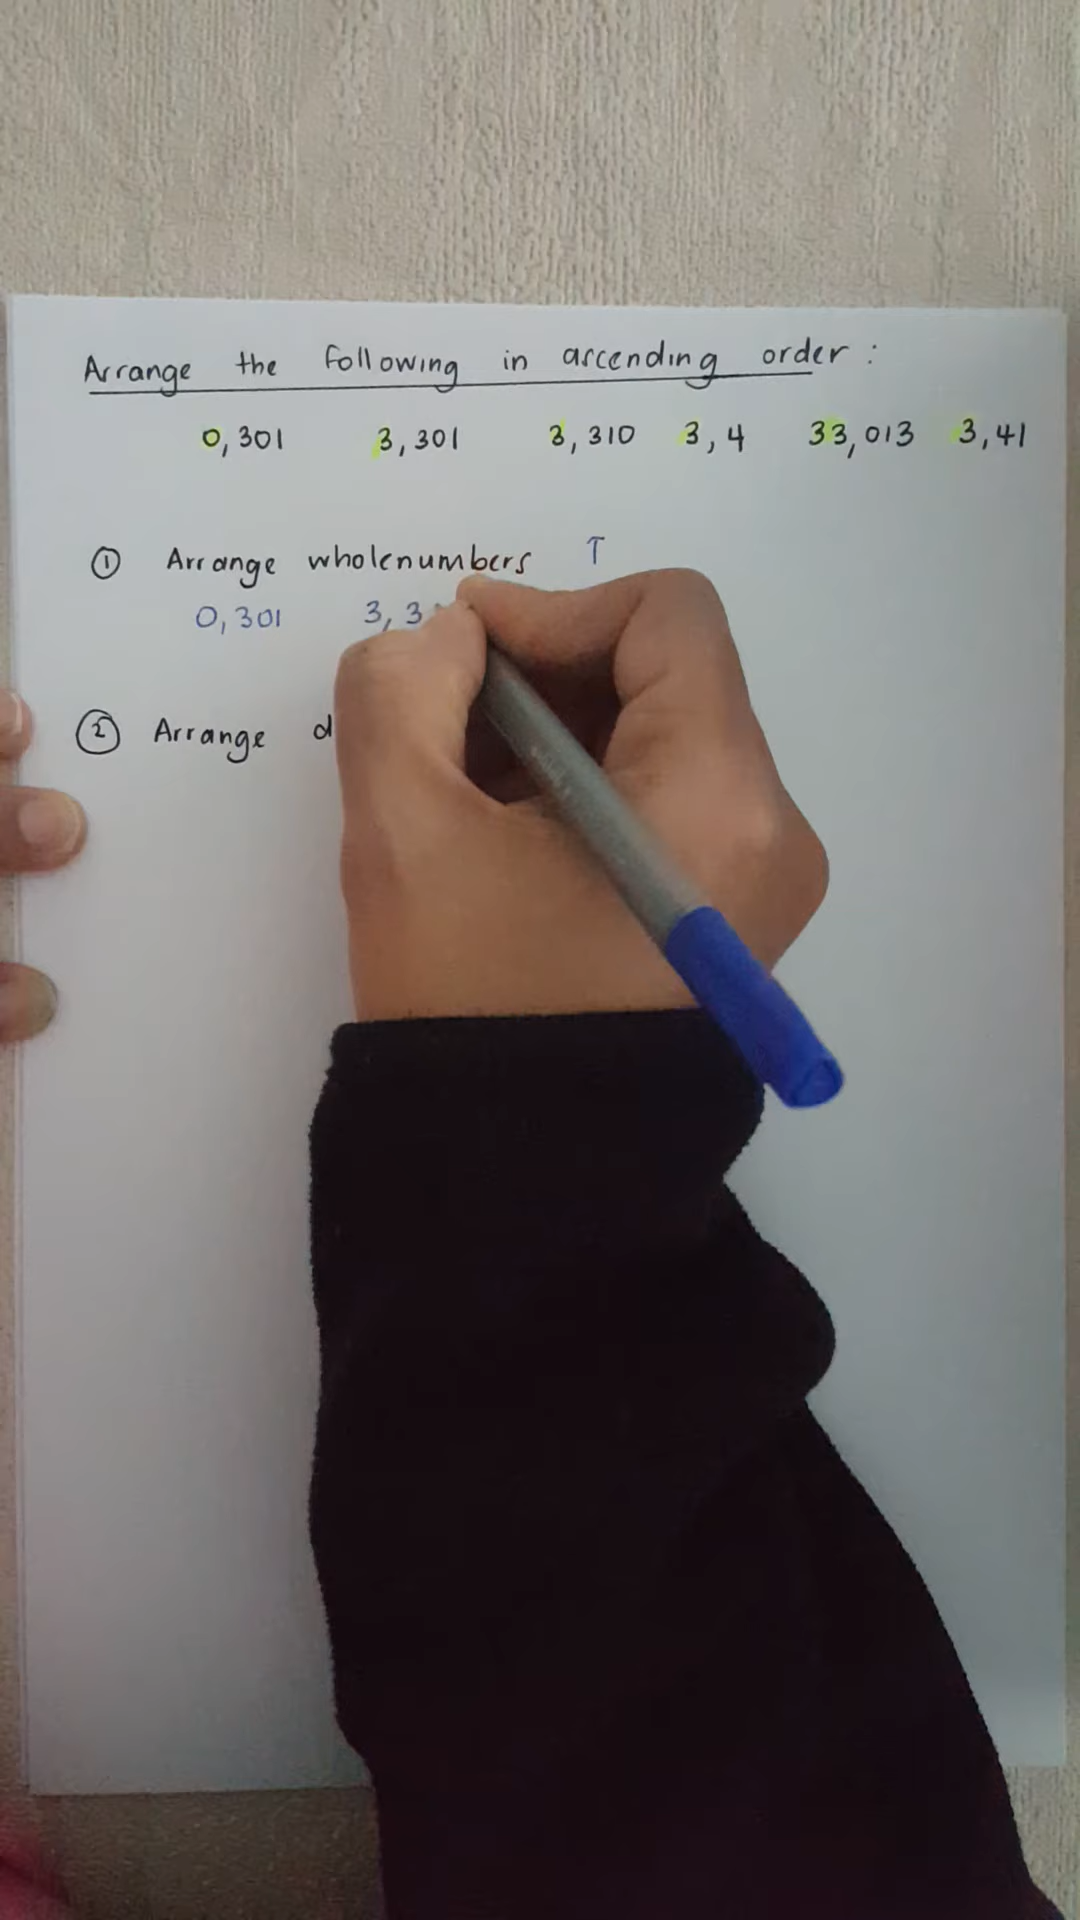 Arrange the following in ascending order :
0,301 3,301 3,310 3,4 33,013 3,41
① Arrange wholenumbers ↑
0,301 3,3
② Arrange